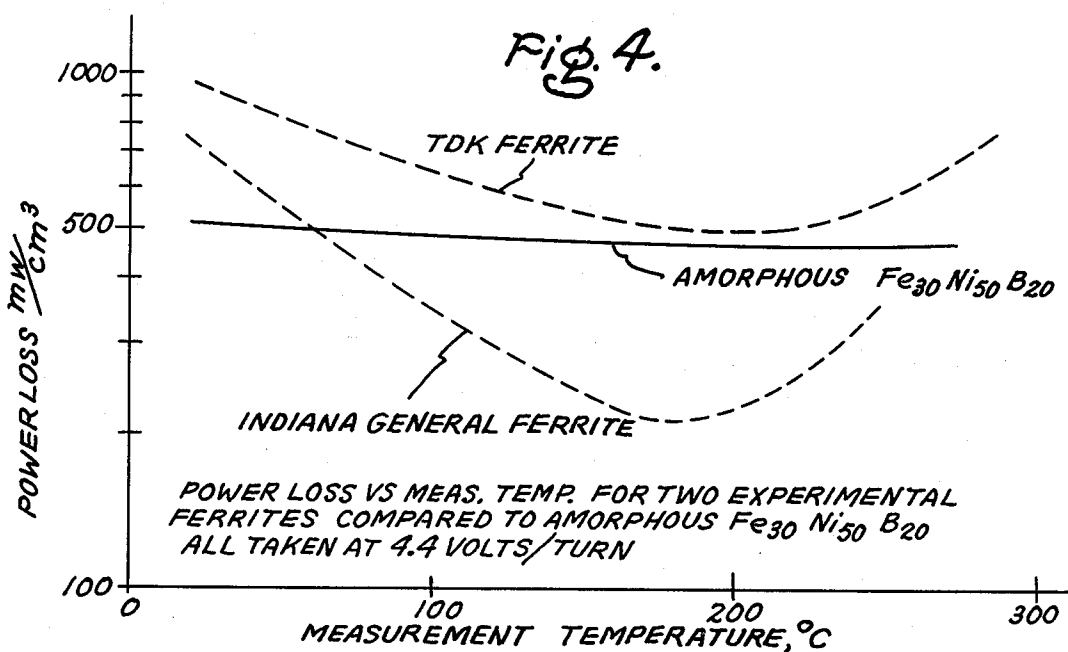 Fig. 4.
1000
TDK FERRITE
500
AMORPHOUS Fe30 Ni50 B20
POWER LOSS mw/cm3
INDIANA GENERAL FERRITE
POWER LOSS VS MEAS. TEMP. FOR TWO EXPERIMENTAL
FERRITES COMPARED TO AMORPHOUS Fe30 Ni50 B20
ALL TAKEN AT 4.4 VOLTS/TURN
100
0
100
200
300
MEASUREMENT TEMPERATURE, °C